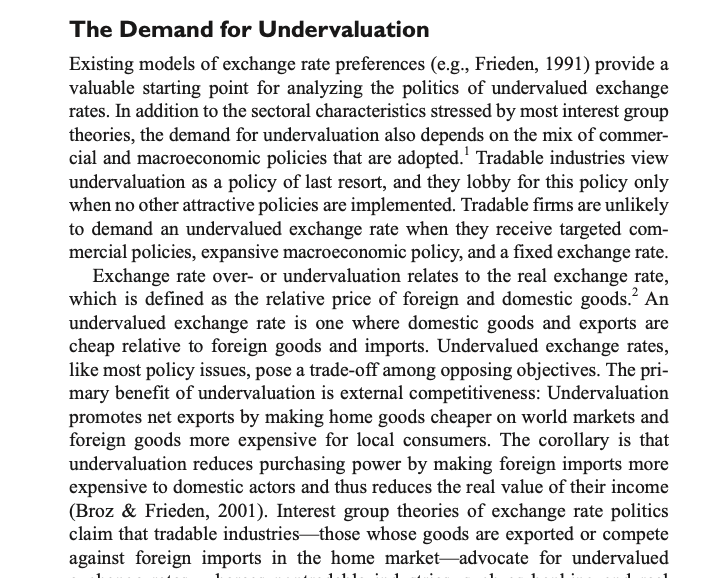 The Demand for Undervaluation
Existing models of exchange rate preferences (e.g., Frieden, 1991) provide a
valuable starting point for analyzing the politics of undervalued exchange
rates. In addition to the sectoral characteristics stressed by most interest group
theories, the demand for undervaluation also depends on the mix of commer-
cial and macroeconomic policies that are adopted.1 Tradable industries view
undervaluation as a policy of last resort, and they lobby for this policy only
when no other attractive policies are implemented. Tradable firms are unlikely
to demand an undervalued exchange rate when they receive targeted com-
mercial policies, expansive macroeconomic policy, and a fixed exchange rate.
Exchange rate over- or undervaluation relates to the real exchange rate,
which is defined as the relative price of foreign and domestic goods.2 An
undervalued exchange rate is one where domestic goods and exports are
cheap relative to foreign goods and imports. Undervalued exchange rates,
like most policy issues, pose a trade-off among opposing objectives. The pri-
mary benefit of undervaluation is external competitiveness: Undervaluation
promotes net exports by making home goods cheaper on world markets and
foreign goods more expensive for local consumers. The corollary is that
undervaluation reduces purchasing power by making foreign imports more
expensive to domestic actors and thus reduces the real value of their income
(Broz & Frieden, 2001). Interest group theories of exchange rate politics
claim that tradable industries—those whose goods are exported or compete
against foreign imports in the home market—advocate for undervalued